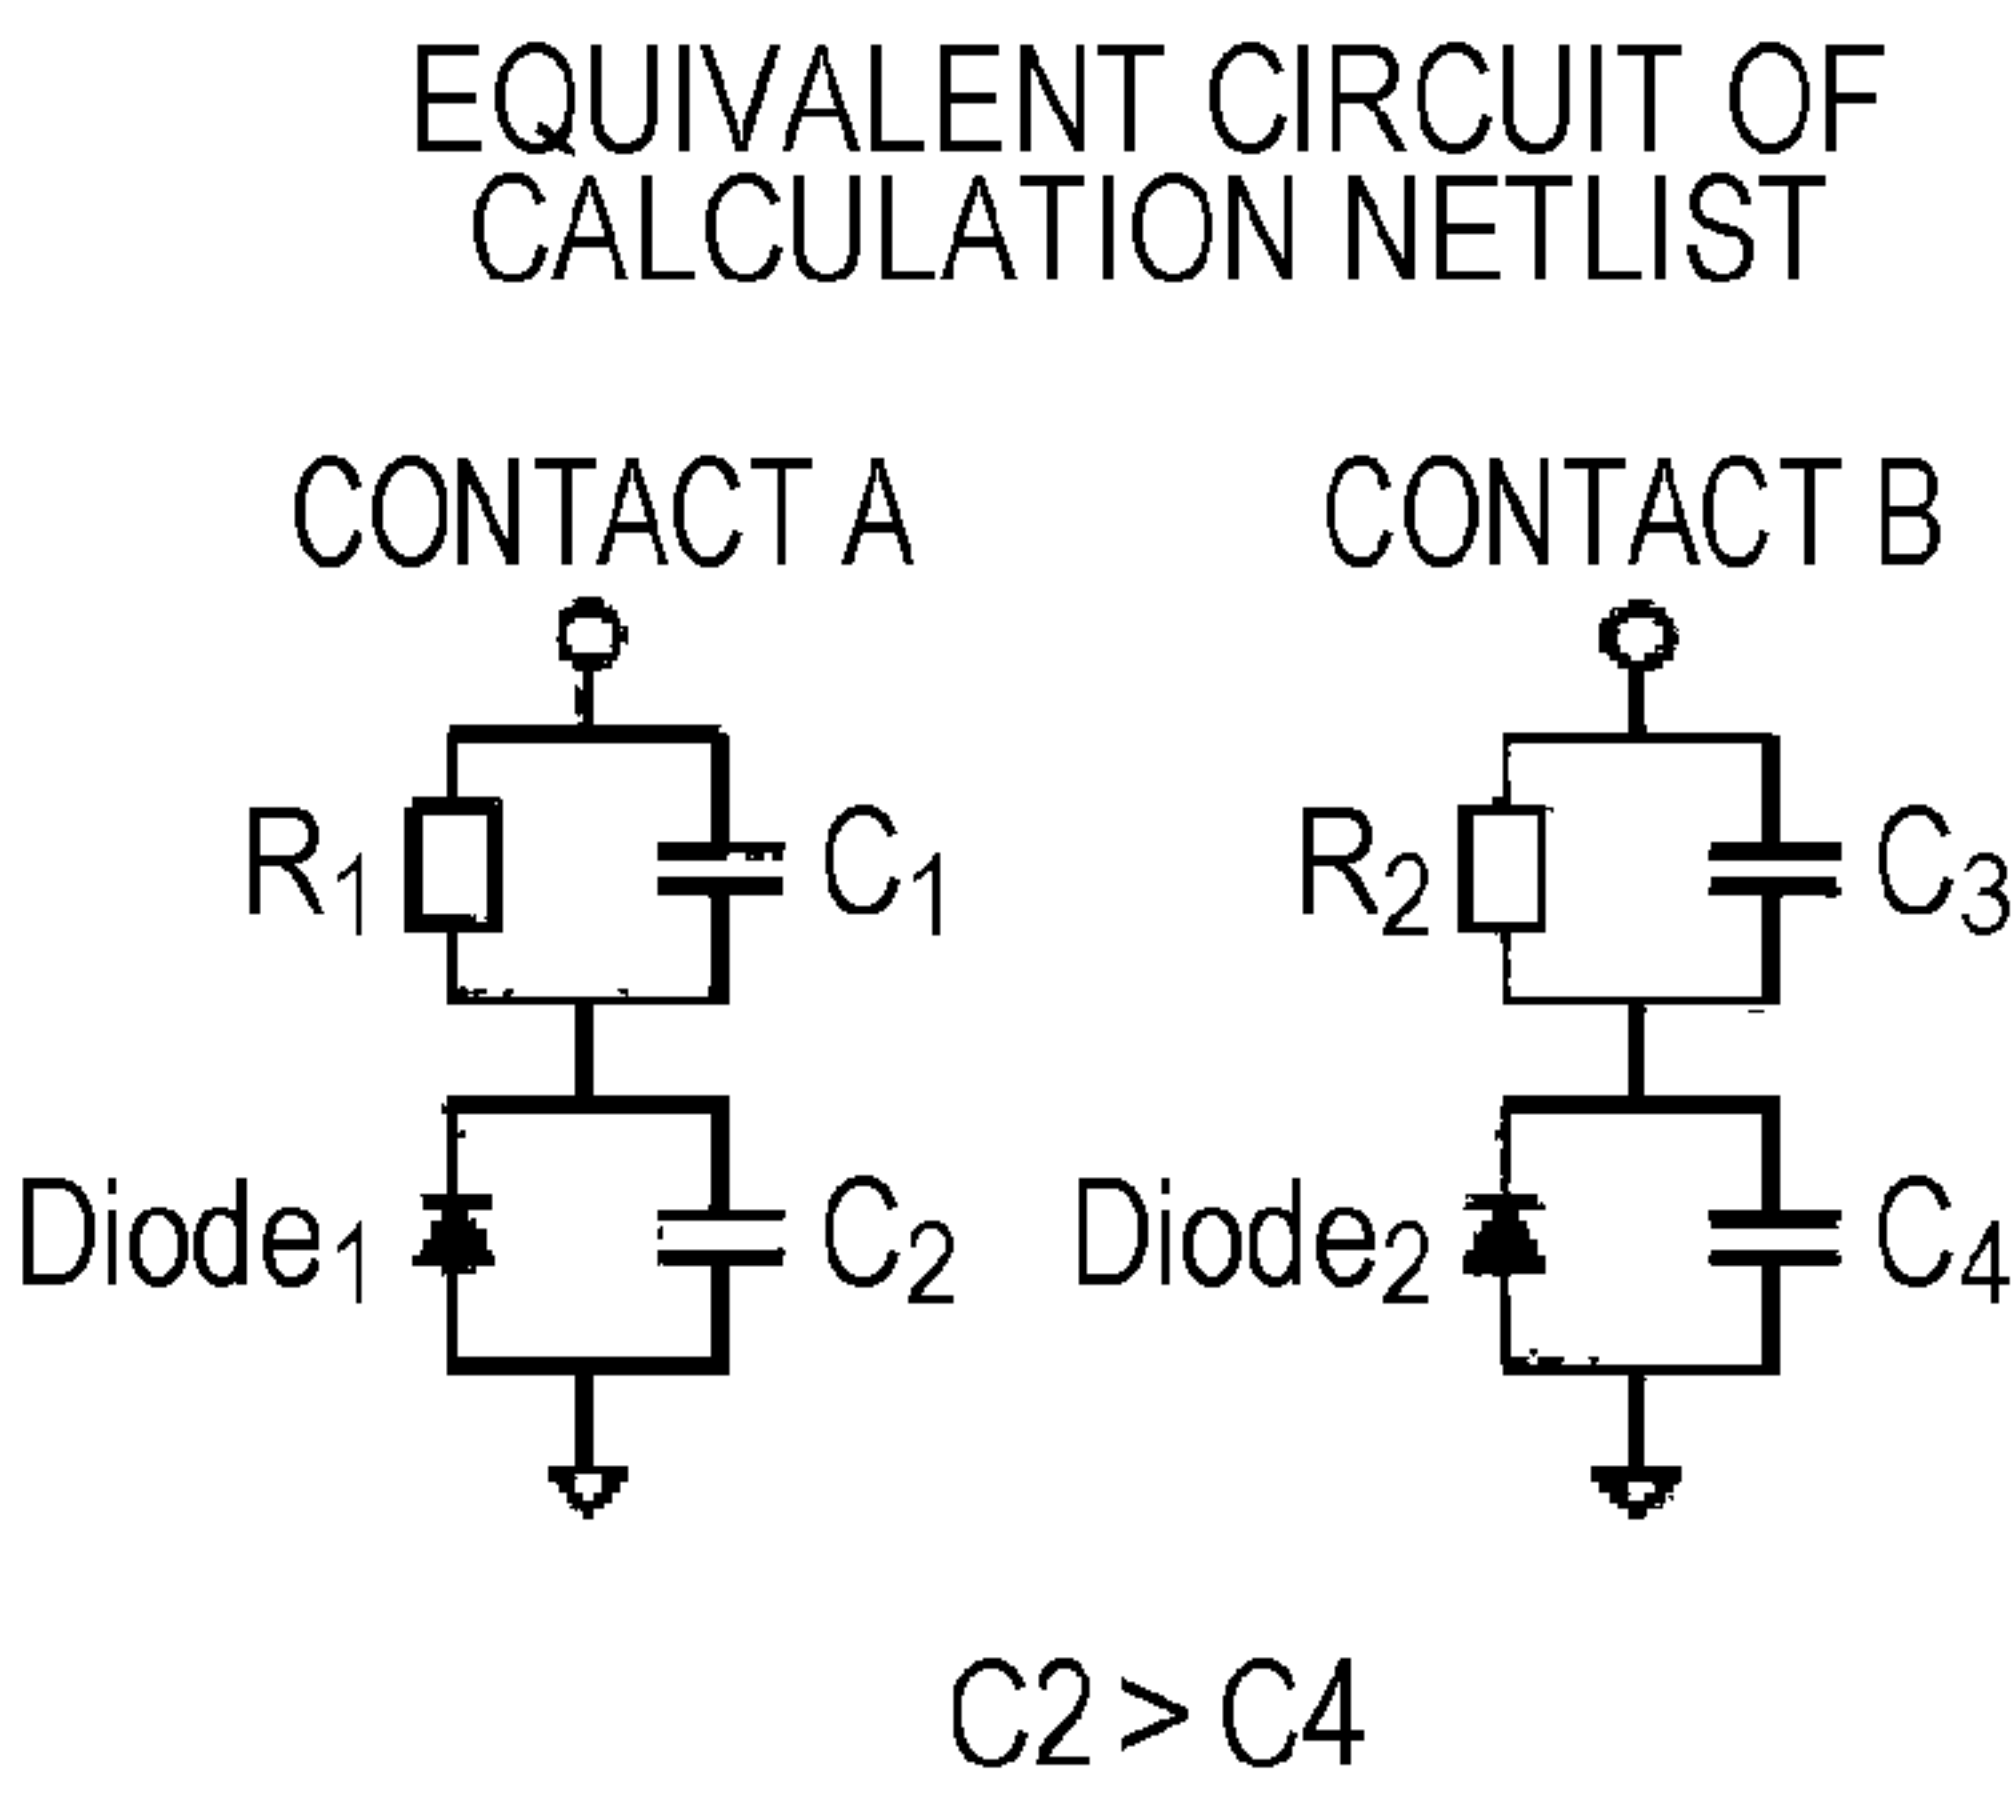 EQUIVALENT CIRCUIT OF
CALCULATION NETLIST
CONTACT A CONTACT B
R1 C1 R2 C3
Diode1 C2 Diode2 C4
C2 > C4